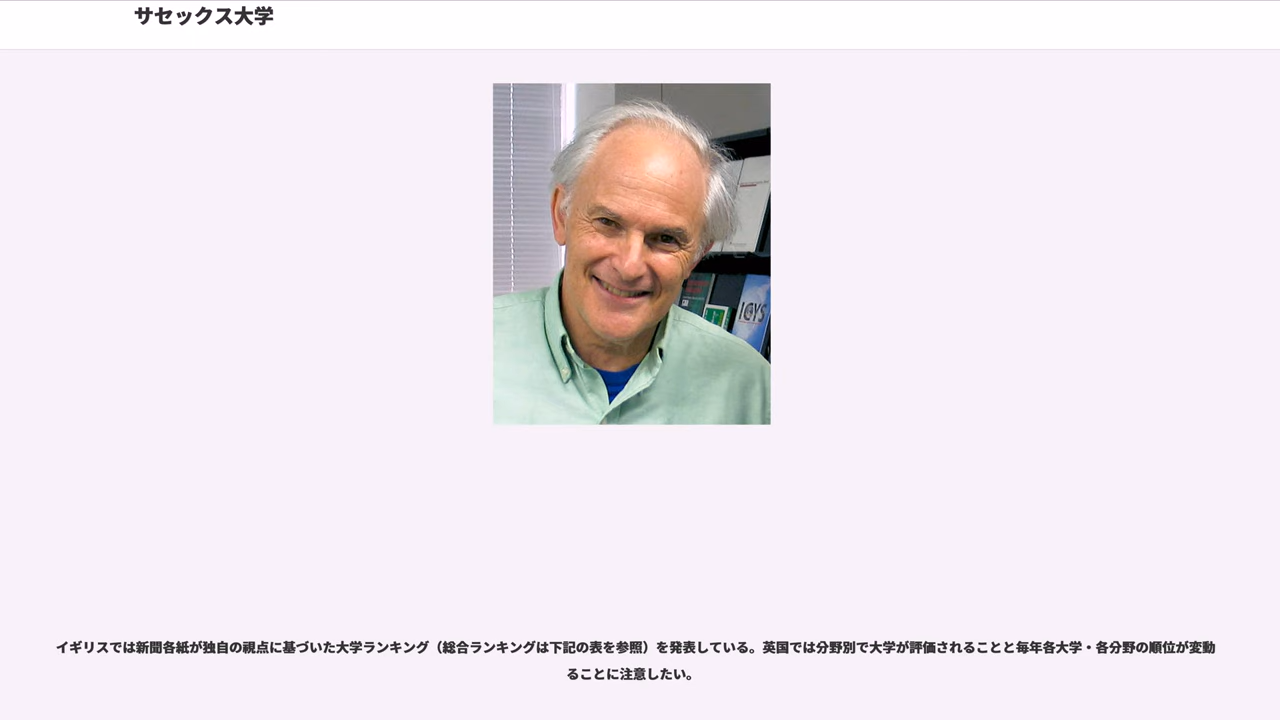 サセックス大学
ICYS
イギリスでは新聞各紙が独自の視点に基づいた大学ランキング（総合ランキングは下記の表を参照）を発表している。英国では分野別で大学が評価されることと毎年各大学・各分野の順位が変動
ることに注意したい。